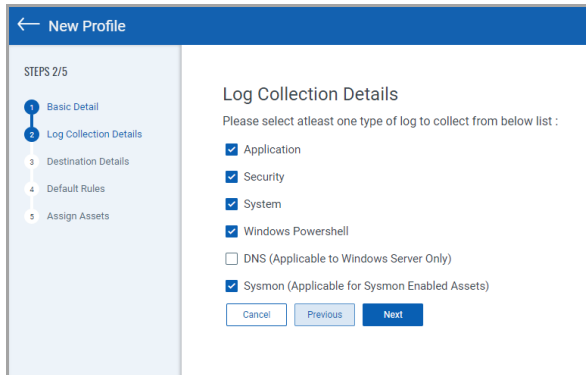 ← New Profile
STEPS 2/5
1 Basic Detail
2 Log Collection Details
3 Destination Details
4 Default Rules
5 Assign Assets
Log Collection Details
Please select atleast one type of log to collect from below list :
Application
Security
System
Windows Powershell
DNS (Applicable to Windows Server Only)
Sysmon (Applicable for Sysmon Enabled Assets)
Cancel Previous Next